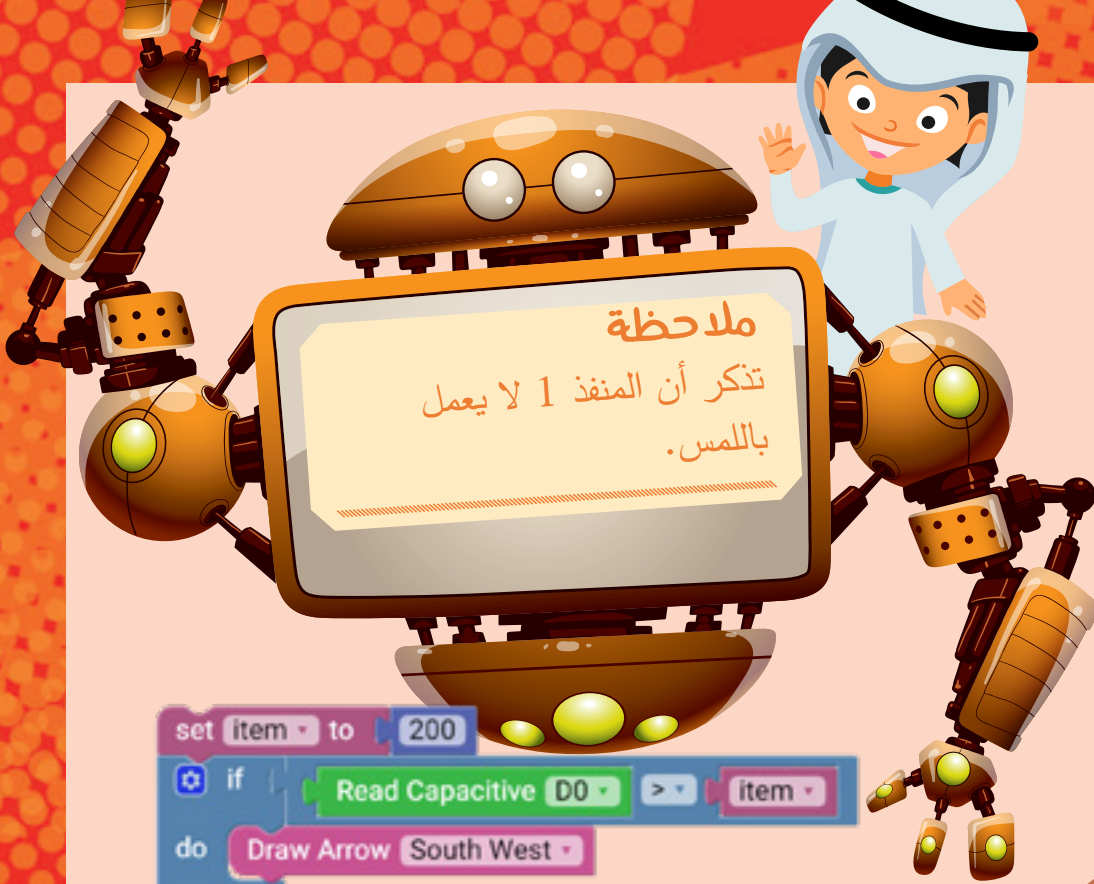 ملاحظة
تذكر أن المنفذ 1 لا يعمل
باللمس.
set item to 200
if Read Capacitive D0 > item
do Draw Arrow South West